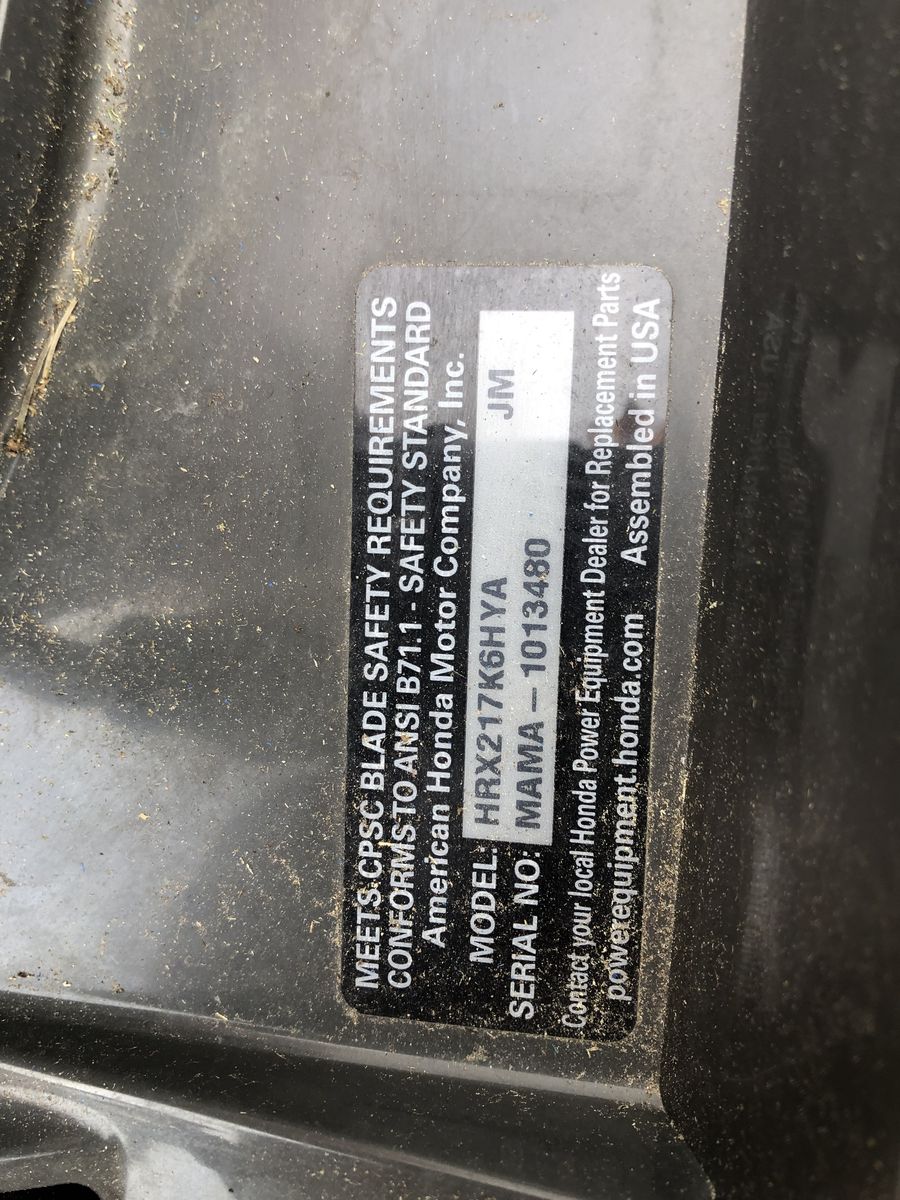 MEETS CPSC BLADE SAFETY REQUIREMENTS
CONFORMS TO ANSI B71.1 - SAFETY STANDARD
American Honda Motor Company, Inc.
MODEL: HRX217K6HYA JM
SERIAL NO: MAMA – 1013480
Contact your local Honda Power Equipment Dealer for Replacement Parts
powerequipment.honda.com Assembled in USA